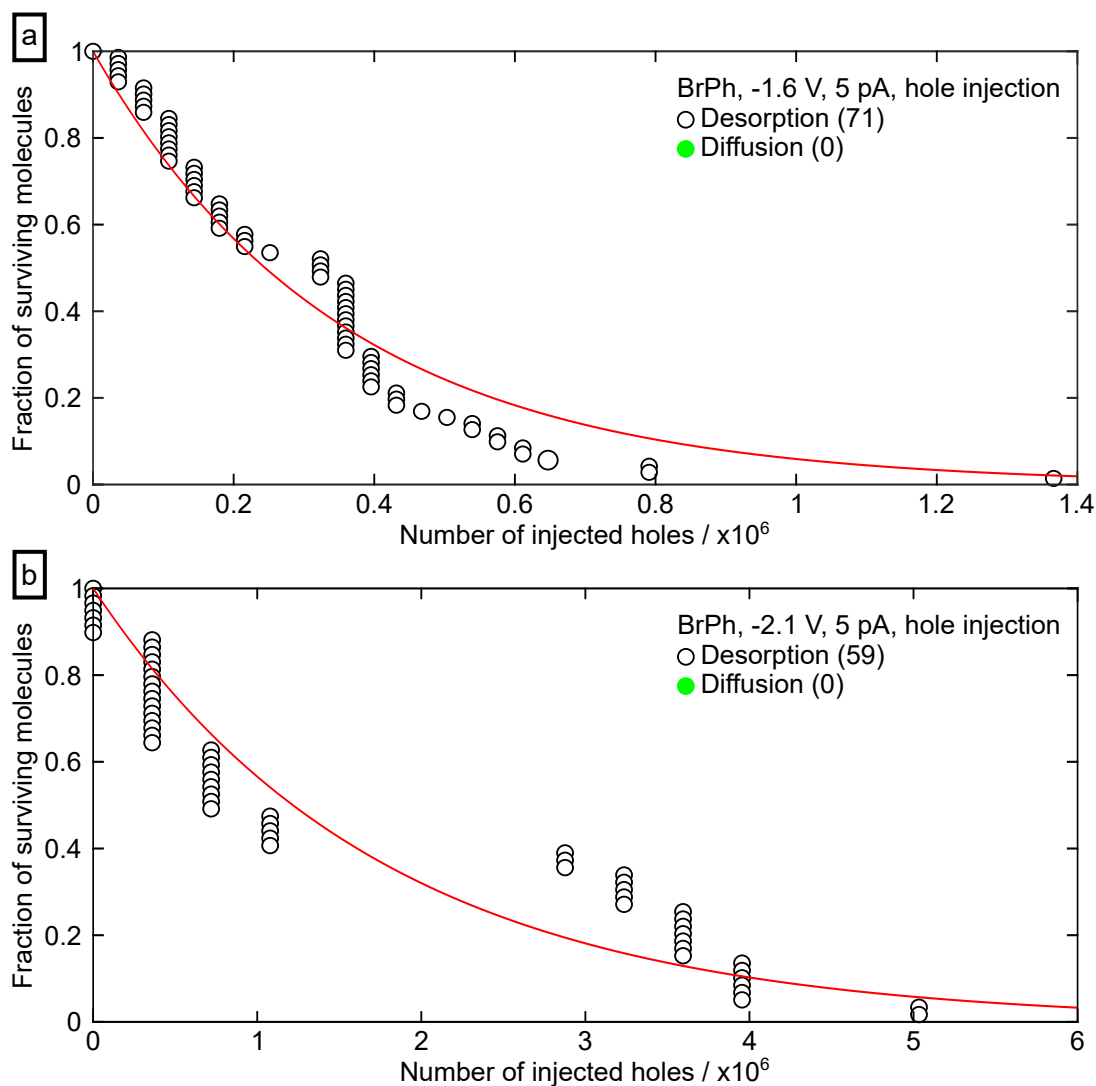 a
1
0.8
0.6
0.4
0.2
0
Fraction of surviving molecules
BrPh, -1.6 V, 5 pA, hole injection
Desorption (71)
Diffusion (0)
0 0.2 0.4 0.6 0.8 1 1.2 1.4
Number of injected holes / x10⁶
b
1
0.8
0.6
0.4
0.2
0
Fraction of surviving molecules
BrPh, -2.1 V, 5 pA, hole injection
Desorption (59)
Diffusion (0)
0 1 2 3 4 5 6
Number of injected holes / x10⁶